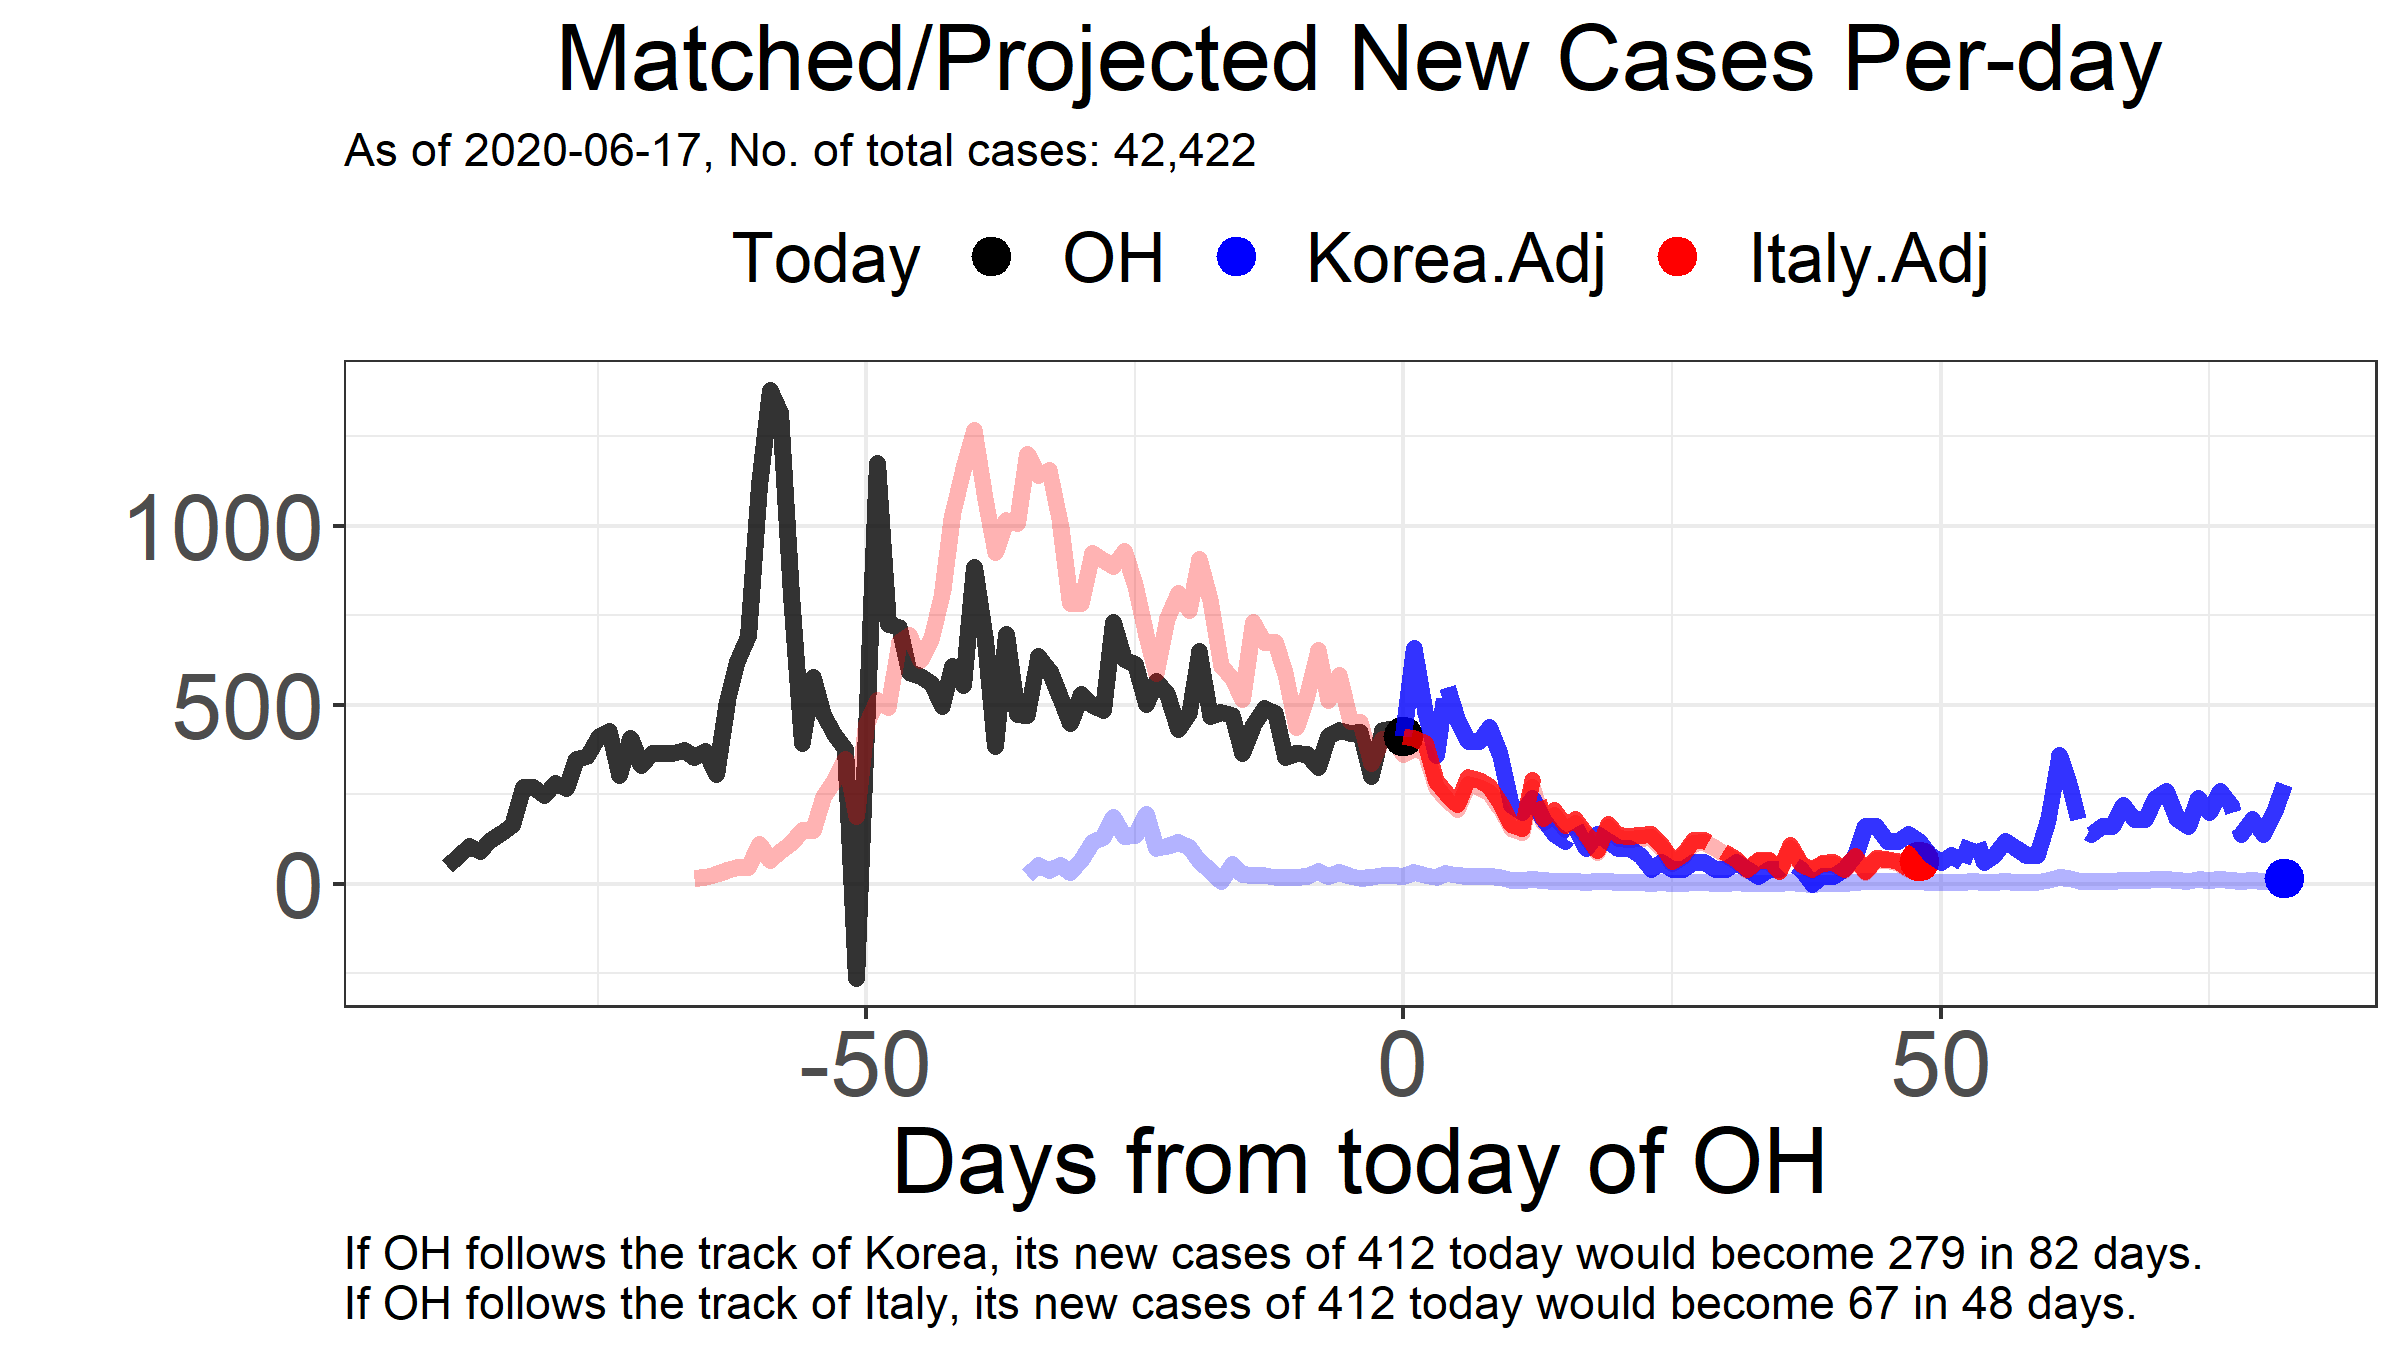 Matched/Projected New Cases Per-day
As of 2020-06-17, No. of total cases: 42,422
Today OH Korea.Adj Italy.Adj
1000
500
0
-50 0 50
Days from today of OH
If OH follows the track of Korea, its new cases of 412 today would become 279 in 82 days.
If OH follows the track of Italy, its new cases of 412 today would become 67 in 48 days.